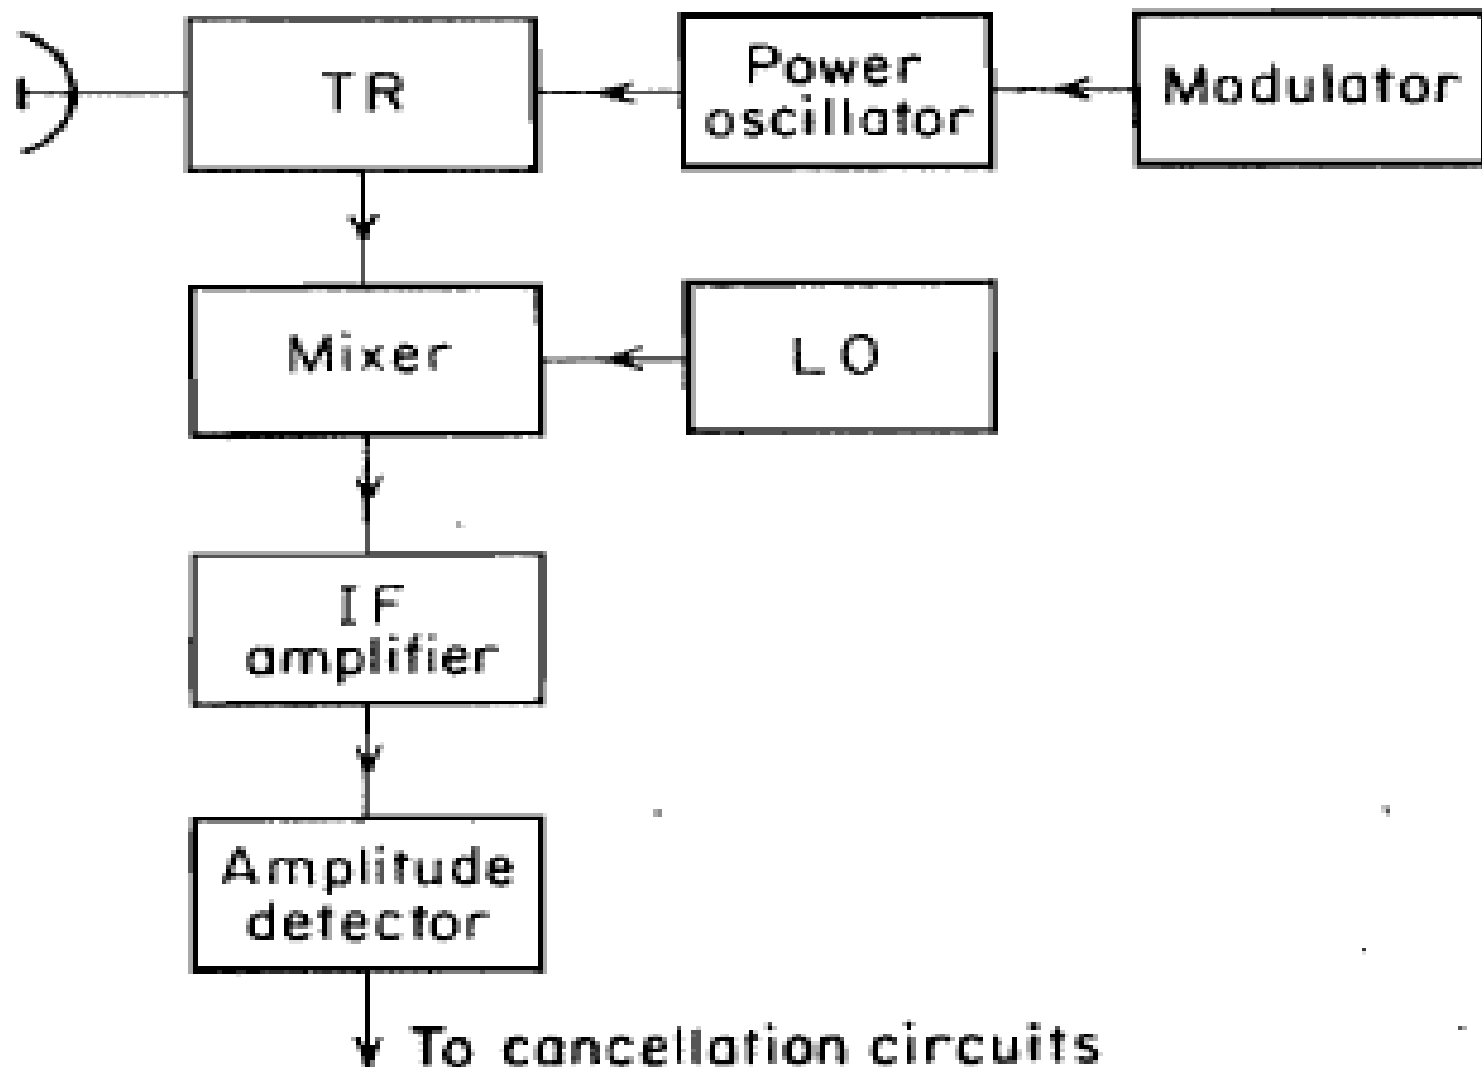 TR
Power
oscillator
Modulator
Mixer
LO
IF
amplifier
Amplitude
detector
To cancellation circuits